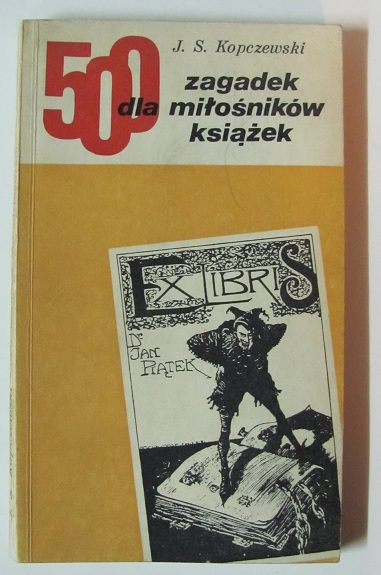 J. S. Kopczewski
500 zagadek
dla miłośników
książek
EX LIBRIS
Dr
JAN
PIĄTEK